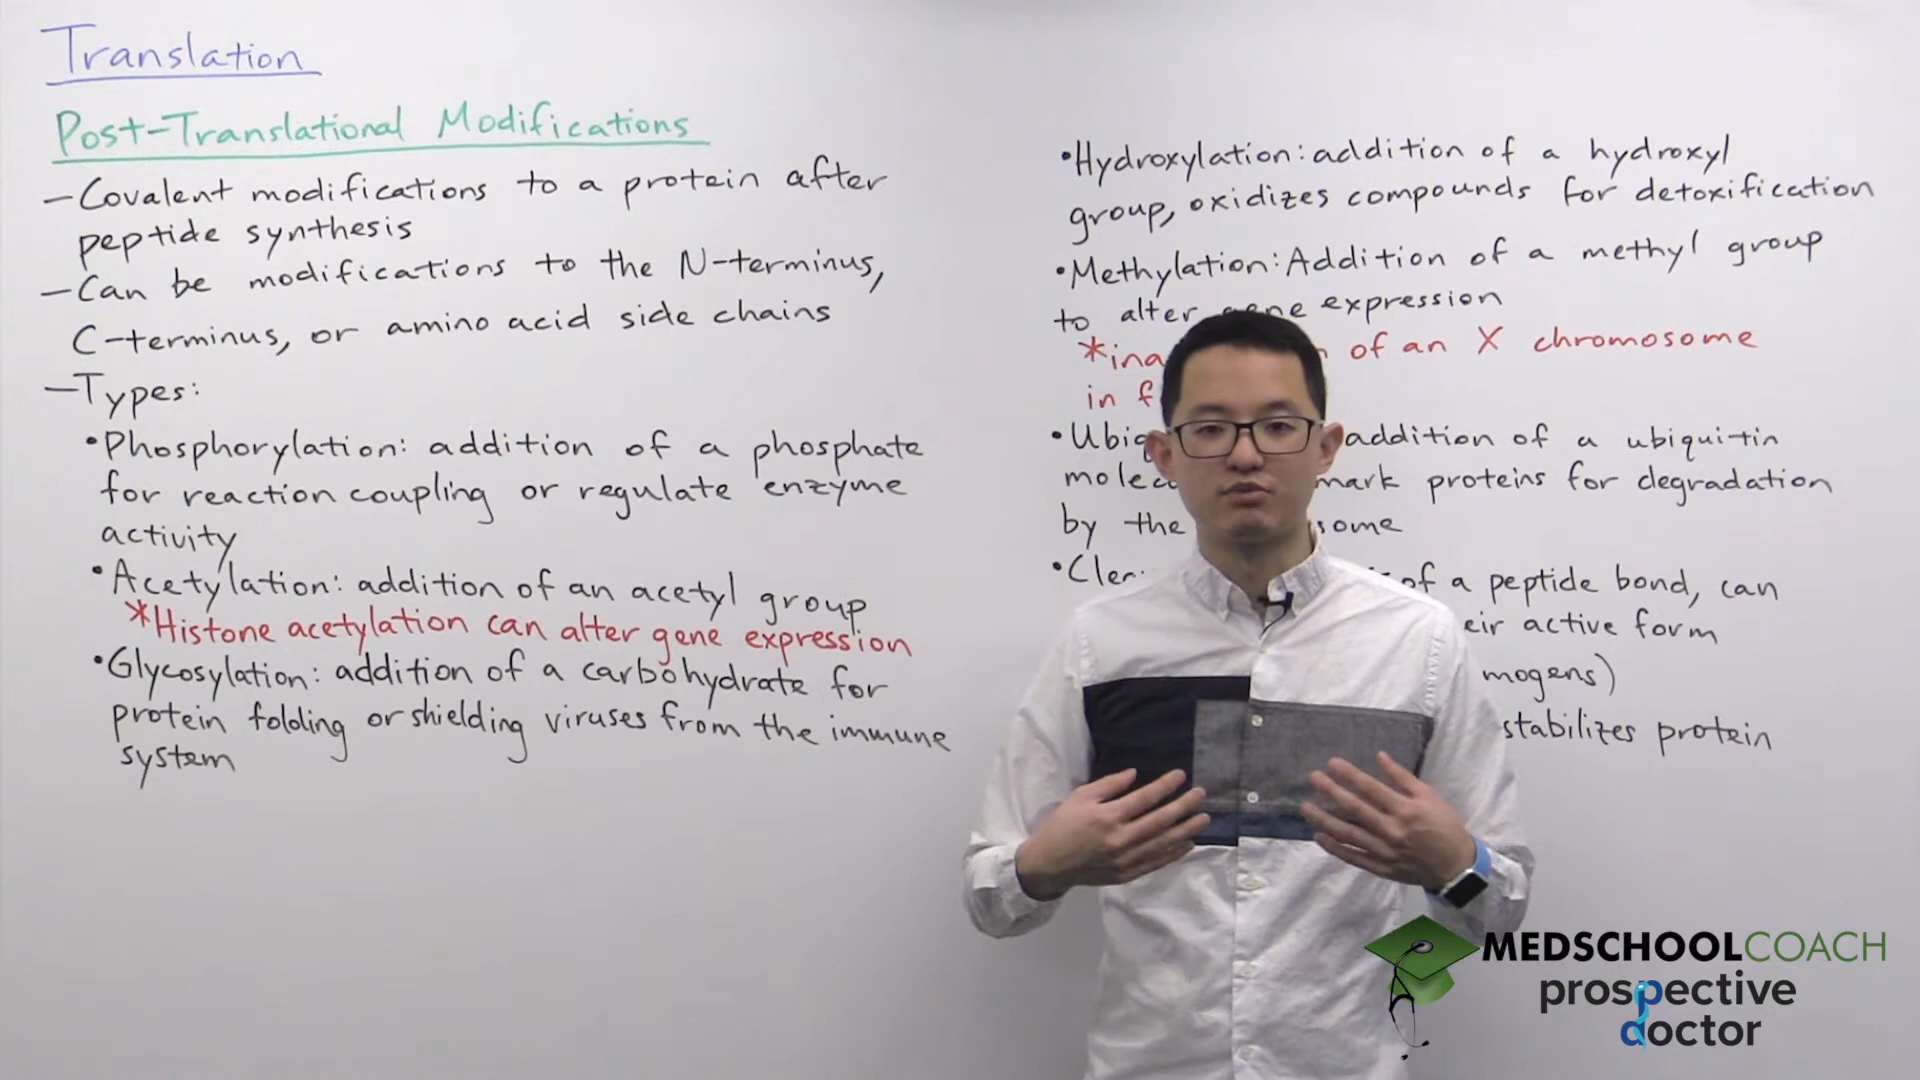 Translation
Post-Translational Modifications
-Covalent modifications to a protein after
peptide synthesis
-Can be modifications to the N-terminus,
C-terminus, or amino acid side chains
-Types:
•Phosphorylation: addition of a phosphate
for reaction coupling or regulate enzyme
activity
•Acetylation: addition of an acetyl group
*Histone acetylation can alter gene expression
•Glycosylation: addition of a carbohydrate for
protein folding or shielding viruses from the immune
system
•Hydroxylation: addition of a hydroxyl
group, oxidizes compounds for detoxification
•Methylation: Addition of a methyl group
to alter gene expression
of an X chromosome
in
addition of a ubiquitin
mark proteins for degradation
by the
of a peptide bond, can
active form
stabilizes protein
MEDSCHOOLCOACH
prospective
doctor